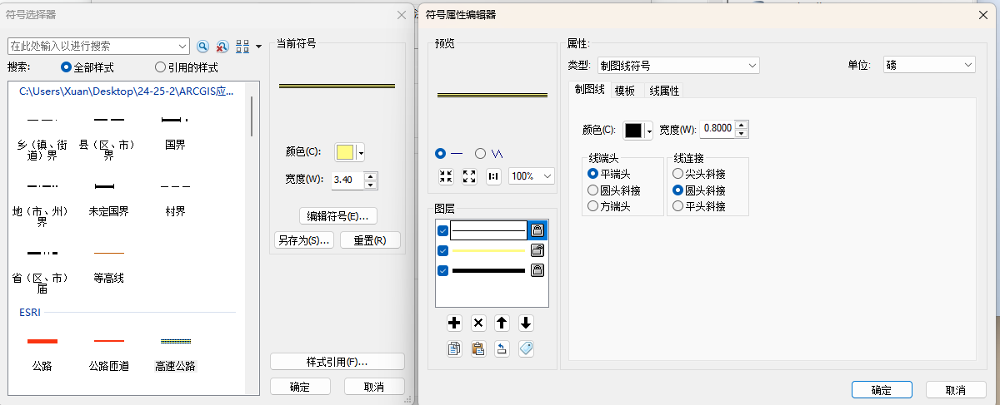 符号选择器
在此处输入以进行搜索
搜索:
全部样式
引用的样式
C:\Users\Xuan\Desktop\24-25-2\ARCGIS应...
乡（镇、街道）界
县（区、市）界
国界
地（市、州）界
未定国界
村界
省（区、市）届
等高线
ESRI
公路
公路匝道
高速公路
当前符号
颜色(C):
宽度(W):
3.40
编辑符号(E)...
另存为(S)...
重置(R)
样式引用(F)...
确定
取消
符号属性编辑器
预览
1:1
100%
图层
属性:
类型:
制图线符号
单位:
磅
制图线
模板
线属性
颜色(C):
宽度(W):
0.8000
线端头
平端头
圆头斜接
方端头
线连接
尖头斜接
圆头斜接
平头斜接
确定
取消